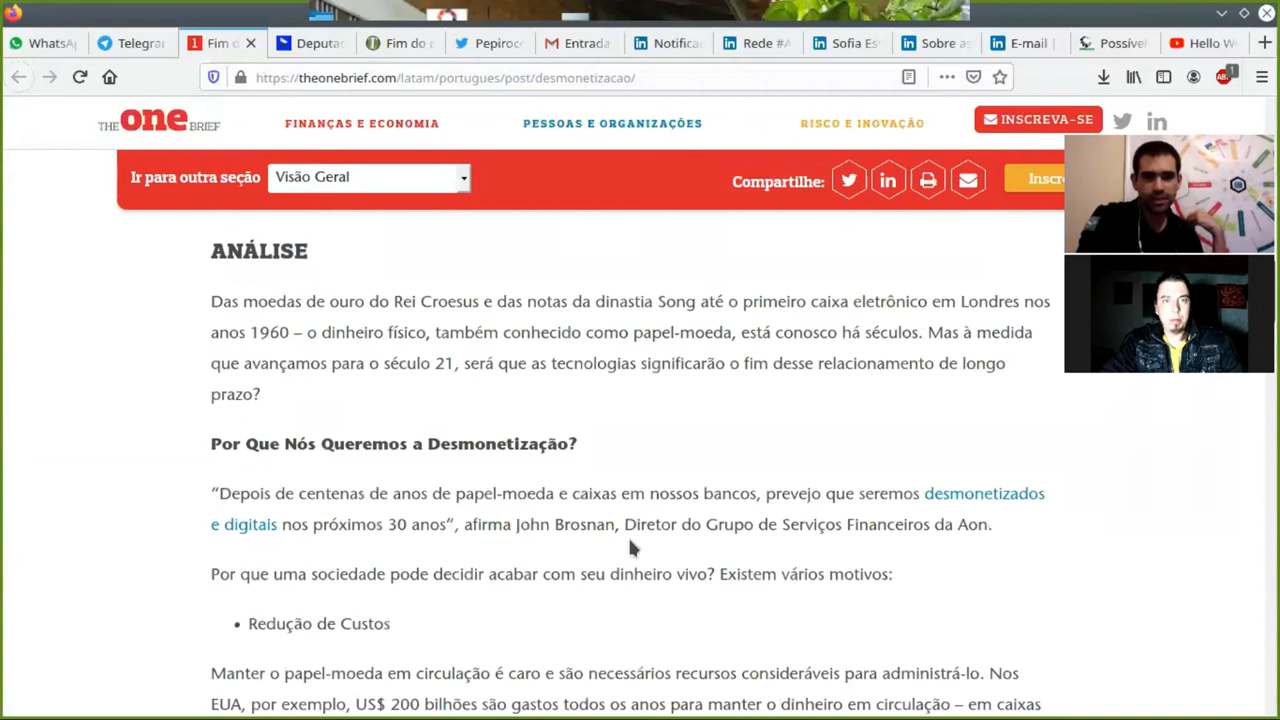 WhatsA
Telegrar
Fim d
Deputa
Fim do p
Pepiroc
Entrada
Notificaç
Rede #A
Sofia Es
Sobre as
E-mail |
Possível
Hello W
https://theonebrief.com/latam/portugues/post/desmonetizacao/
THE one BRIEF
FINANÇAS E ECONOMIA
PESSOAS E ORGANIZAÇÕES
RISCO E INOVAÇÃO
INSCREVA-SE
Ir para outra seção
Visão Geral
Compartilhe:
Inscre
ANÁLISE
Das moedas de ouro do Rei Croesus e das notas da dinastia Song até o primeiro caixa eletrônico em Londres nos
anos 1960 – o dinheiro físico, também conhecido como papel-moeda, está conosco há séculos. Mas à medida
que avançamos para o século 21, será que as tecnologias significarão o fim desse relacionamento de longo
prazo?
Por Que Nós Queremos a Desmonetização?
“Depois de centenas de anos de papel-moeda e caixas em nossos bancos, prevejo que seremos desmonetizados
e digitais nos próximos 30 anos”, afirma John Brosnan, Diretor do Grupo de Serviços Financeiros da Aon.
Por que uma sociedade pode decidir acabar com seu dinheiro vivo? Existem vários motivos:
• Redução de Custos
Manter o papel-moeda em circulação é caro e são necessários recursos consideráveis para administrá-lo. Nos
EUA, por exemplo, US$ 200 bilhões são gastos todos os anos para manter o dinheiro em circulação – em caixas